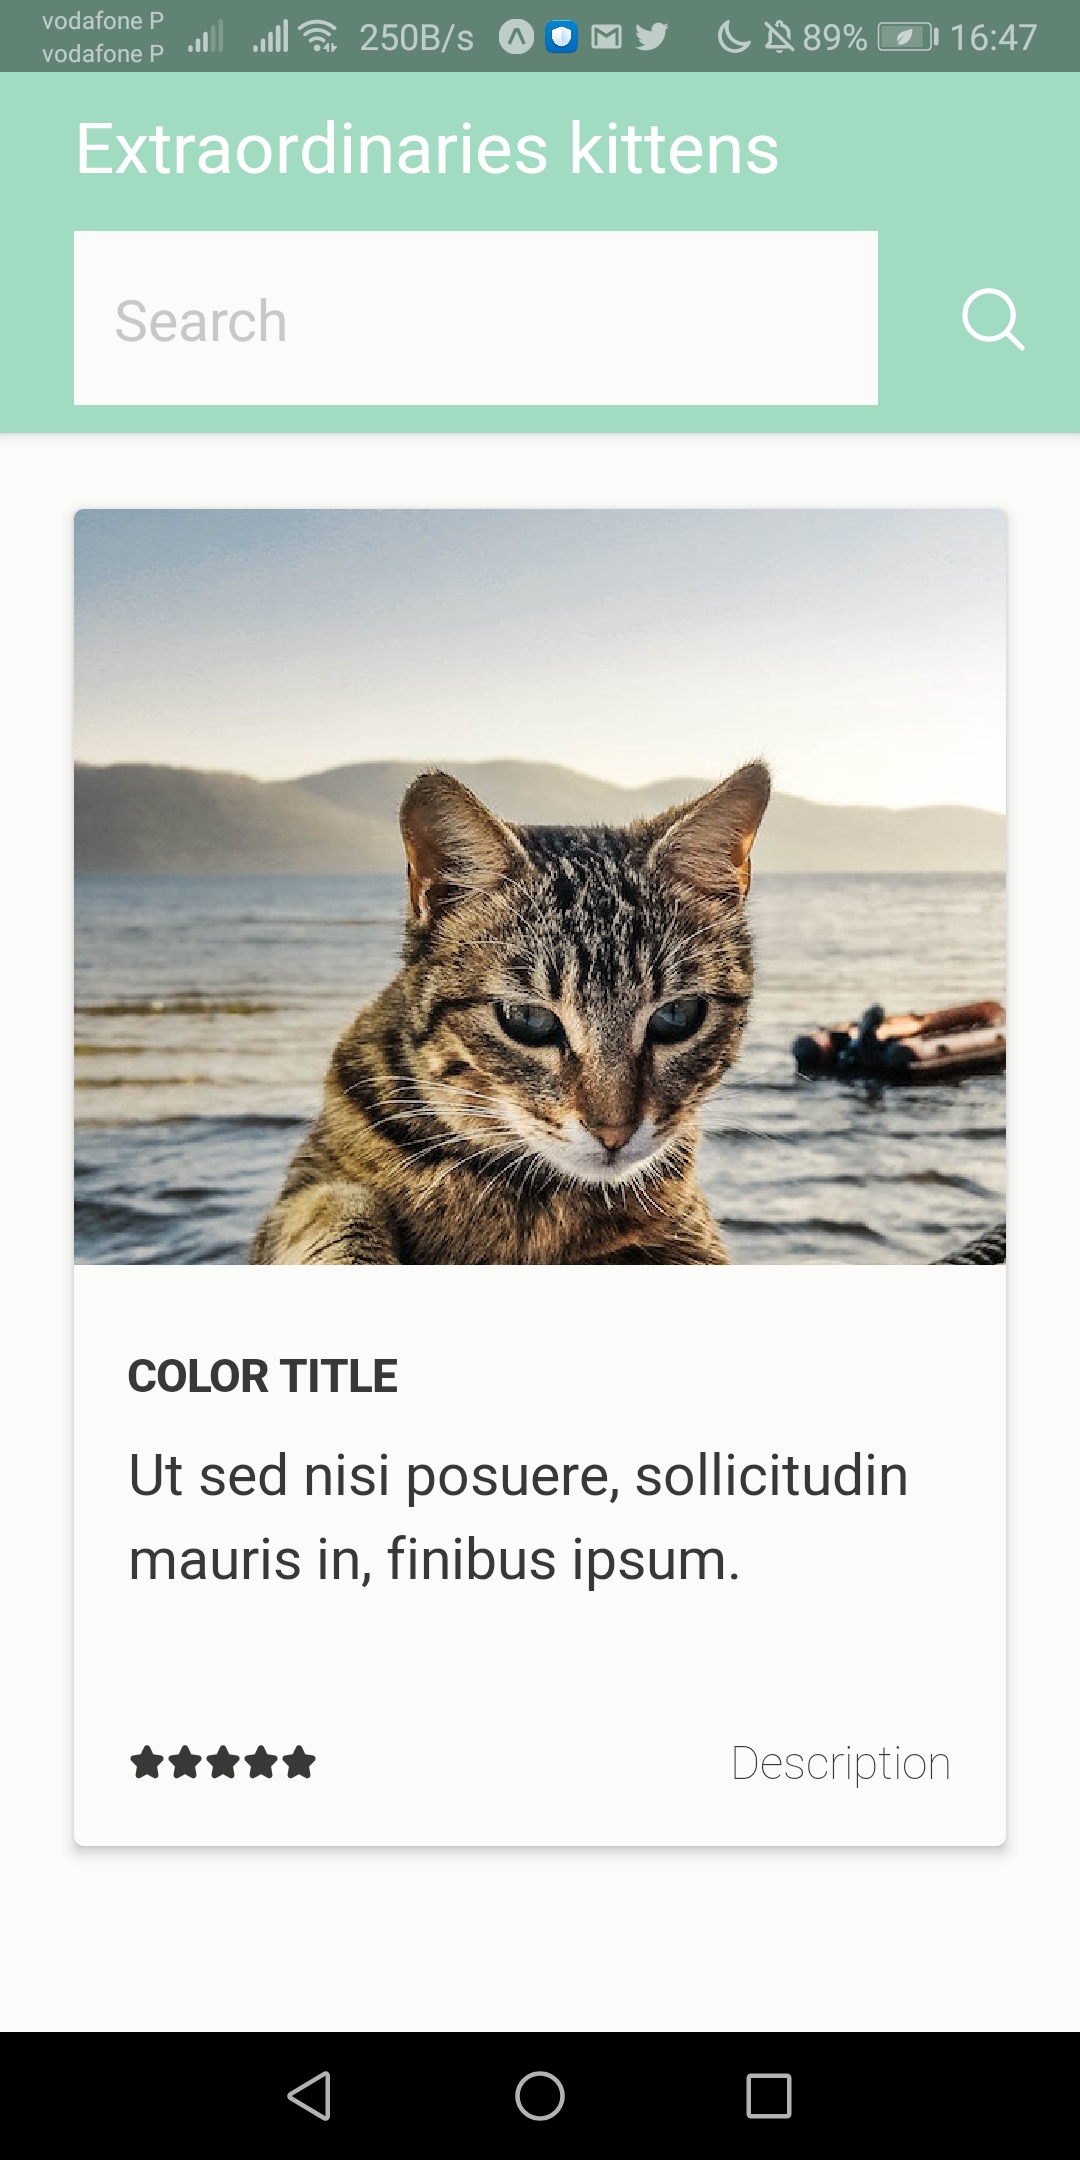 vodafone P
vodafone P
250B/s
89%
16:47
Extraordinaries kittens
Search
COLOR TITLE
Ut sed nisi posuere, sollicitudin
mauris in, finibus ipsum.
Description